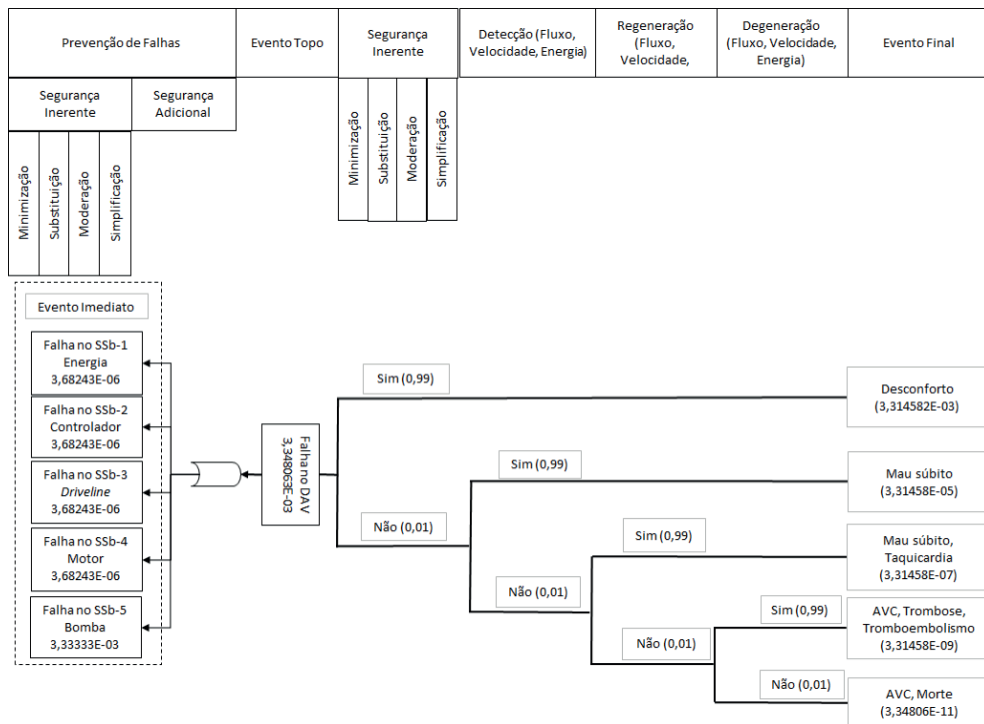 Prevenção de Falhas
Evento Topo
Segurança
Inerente
Detecção (Fluxo,
Velocidade, Energia)
Regeneração
(Fluxo,
Velocidade,
Degeneração
(Fluxo, Velocidade,
Energia)
Evento Final
Segurança
Inerente
Segurança
Adicional
Minimização
Substituição
Moderação
Simplificação
Minimização
Substituição
Moderação
Simplificação
Evento Imediato
Falha no SSb-1
Energia
3,68243E-06
Falha no SSb-2
Controlador
3,68243E-06
Falha no SSb-3
Driveline
3,68243E-06
Falha no SSb-4
Motor
3,68243E-06
Falha no SSb-5
Bomba
3,33333E-03
Falha no DAV
3,348063E-03
Sim (0,99)
Desconforto
(3,314582E-03)
Não (0,01)
Sim (0,99)
Mau súbito
(3,31458E-05)
Não (0,01)
Sim (0,99)
Mau súbito,
Taquicardia
(3,31458E-07)
Não (0,01)
Sim (0,99)
AVC, Trombose,
Tromboembolismo
(3,31458E-09)
Não (0,01)
AVC, Morte
(3,34806E-11)